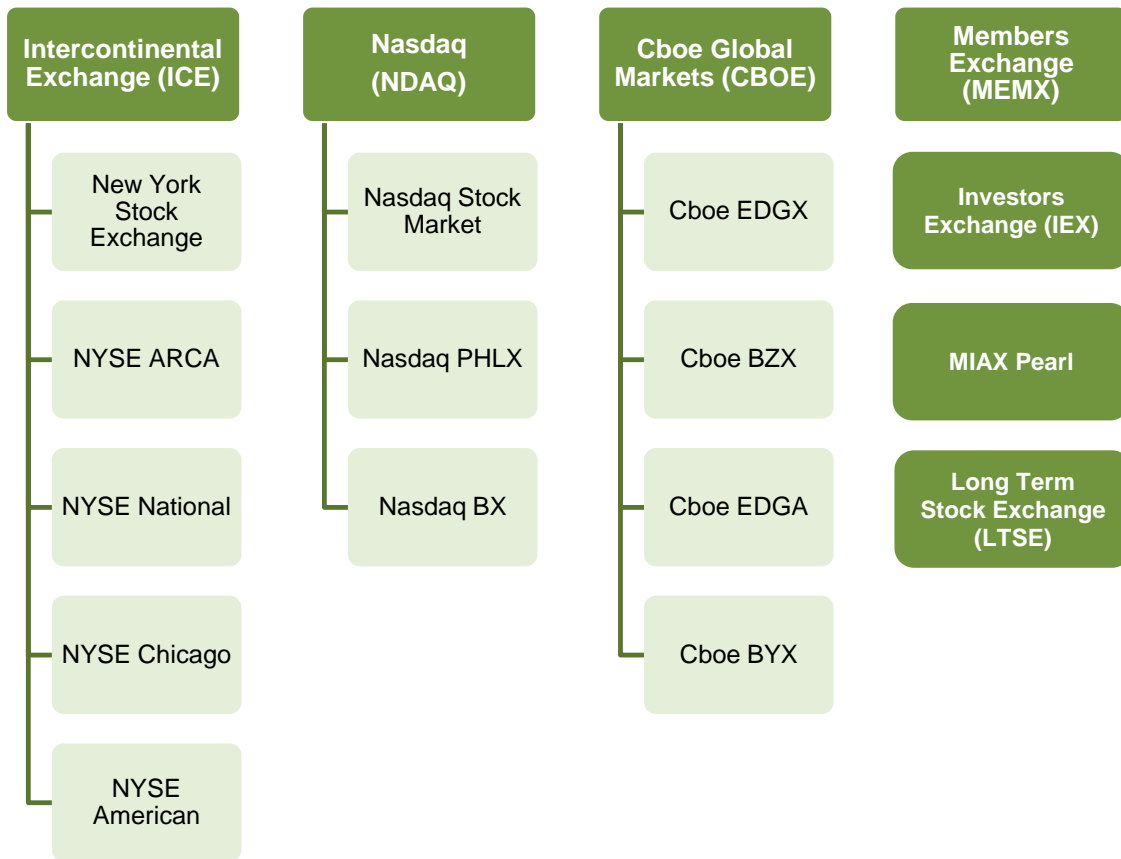 Intercontinental
Exchange (ICE)
New York
Stock
Exchange
NYSE ARCA
NYSE National
NYSE Chicago
NYSE
American
Nasdaq
(NDAQ)
Nasdaq Stock
Market
Nasdaq PHLX
Nasdaq BX
Cboe Global
Markets (CBOE)
Cboe EDGX
Cboe BZX
Cboe EDGA
Cboe BYX
Members
Exchange
(MEMX)
Investors
Exchange (IEX)
MIAX Pearl
Long Term
Stock Exchange
(LTSE)